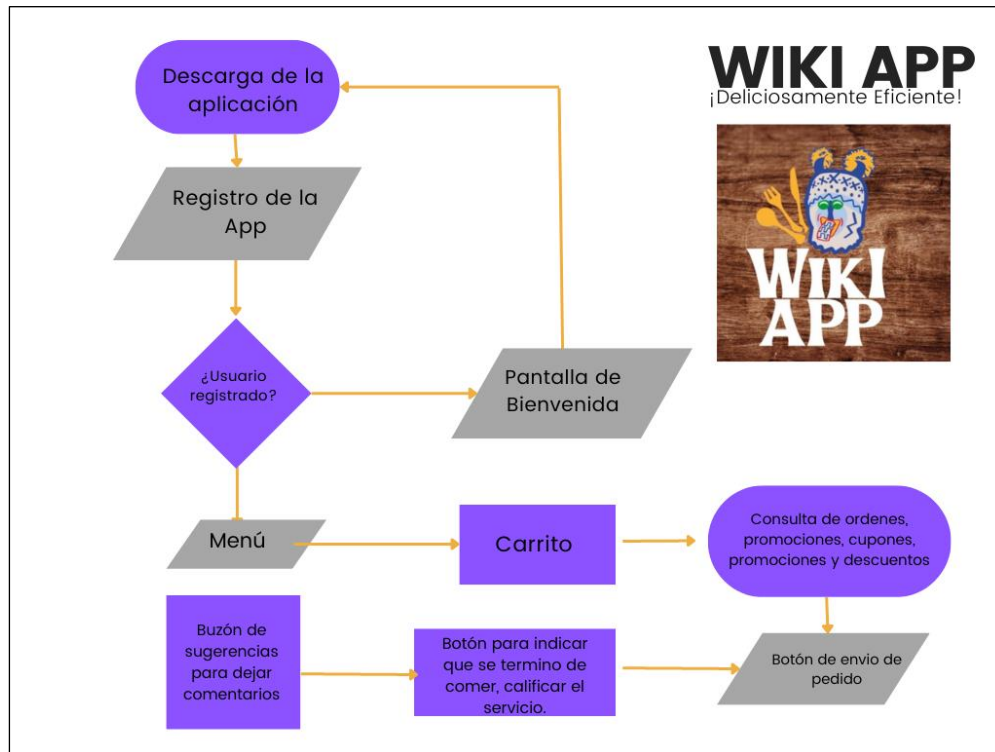 Descarga de la
aplicación
WIKI APP
¡Deliciosamente Eficiente!
Registro de la
App
WIKI
APP
¿Usuario
registrado?
Pantalla de
Bienvenida
Menú
Carrito
Consulta de ordenes,
promociones, cupones,
promociones y descuentos
Buzón de
sugerencias
para dejar
comentarios
Botón para indicar
que se termino de
comer, calificar el
servicio.
Botón de envio de
pedido